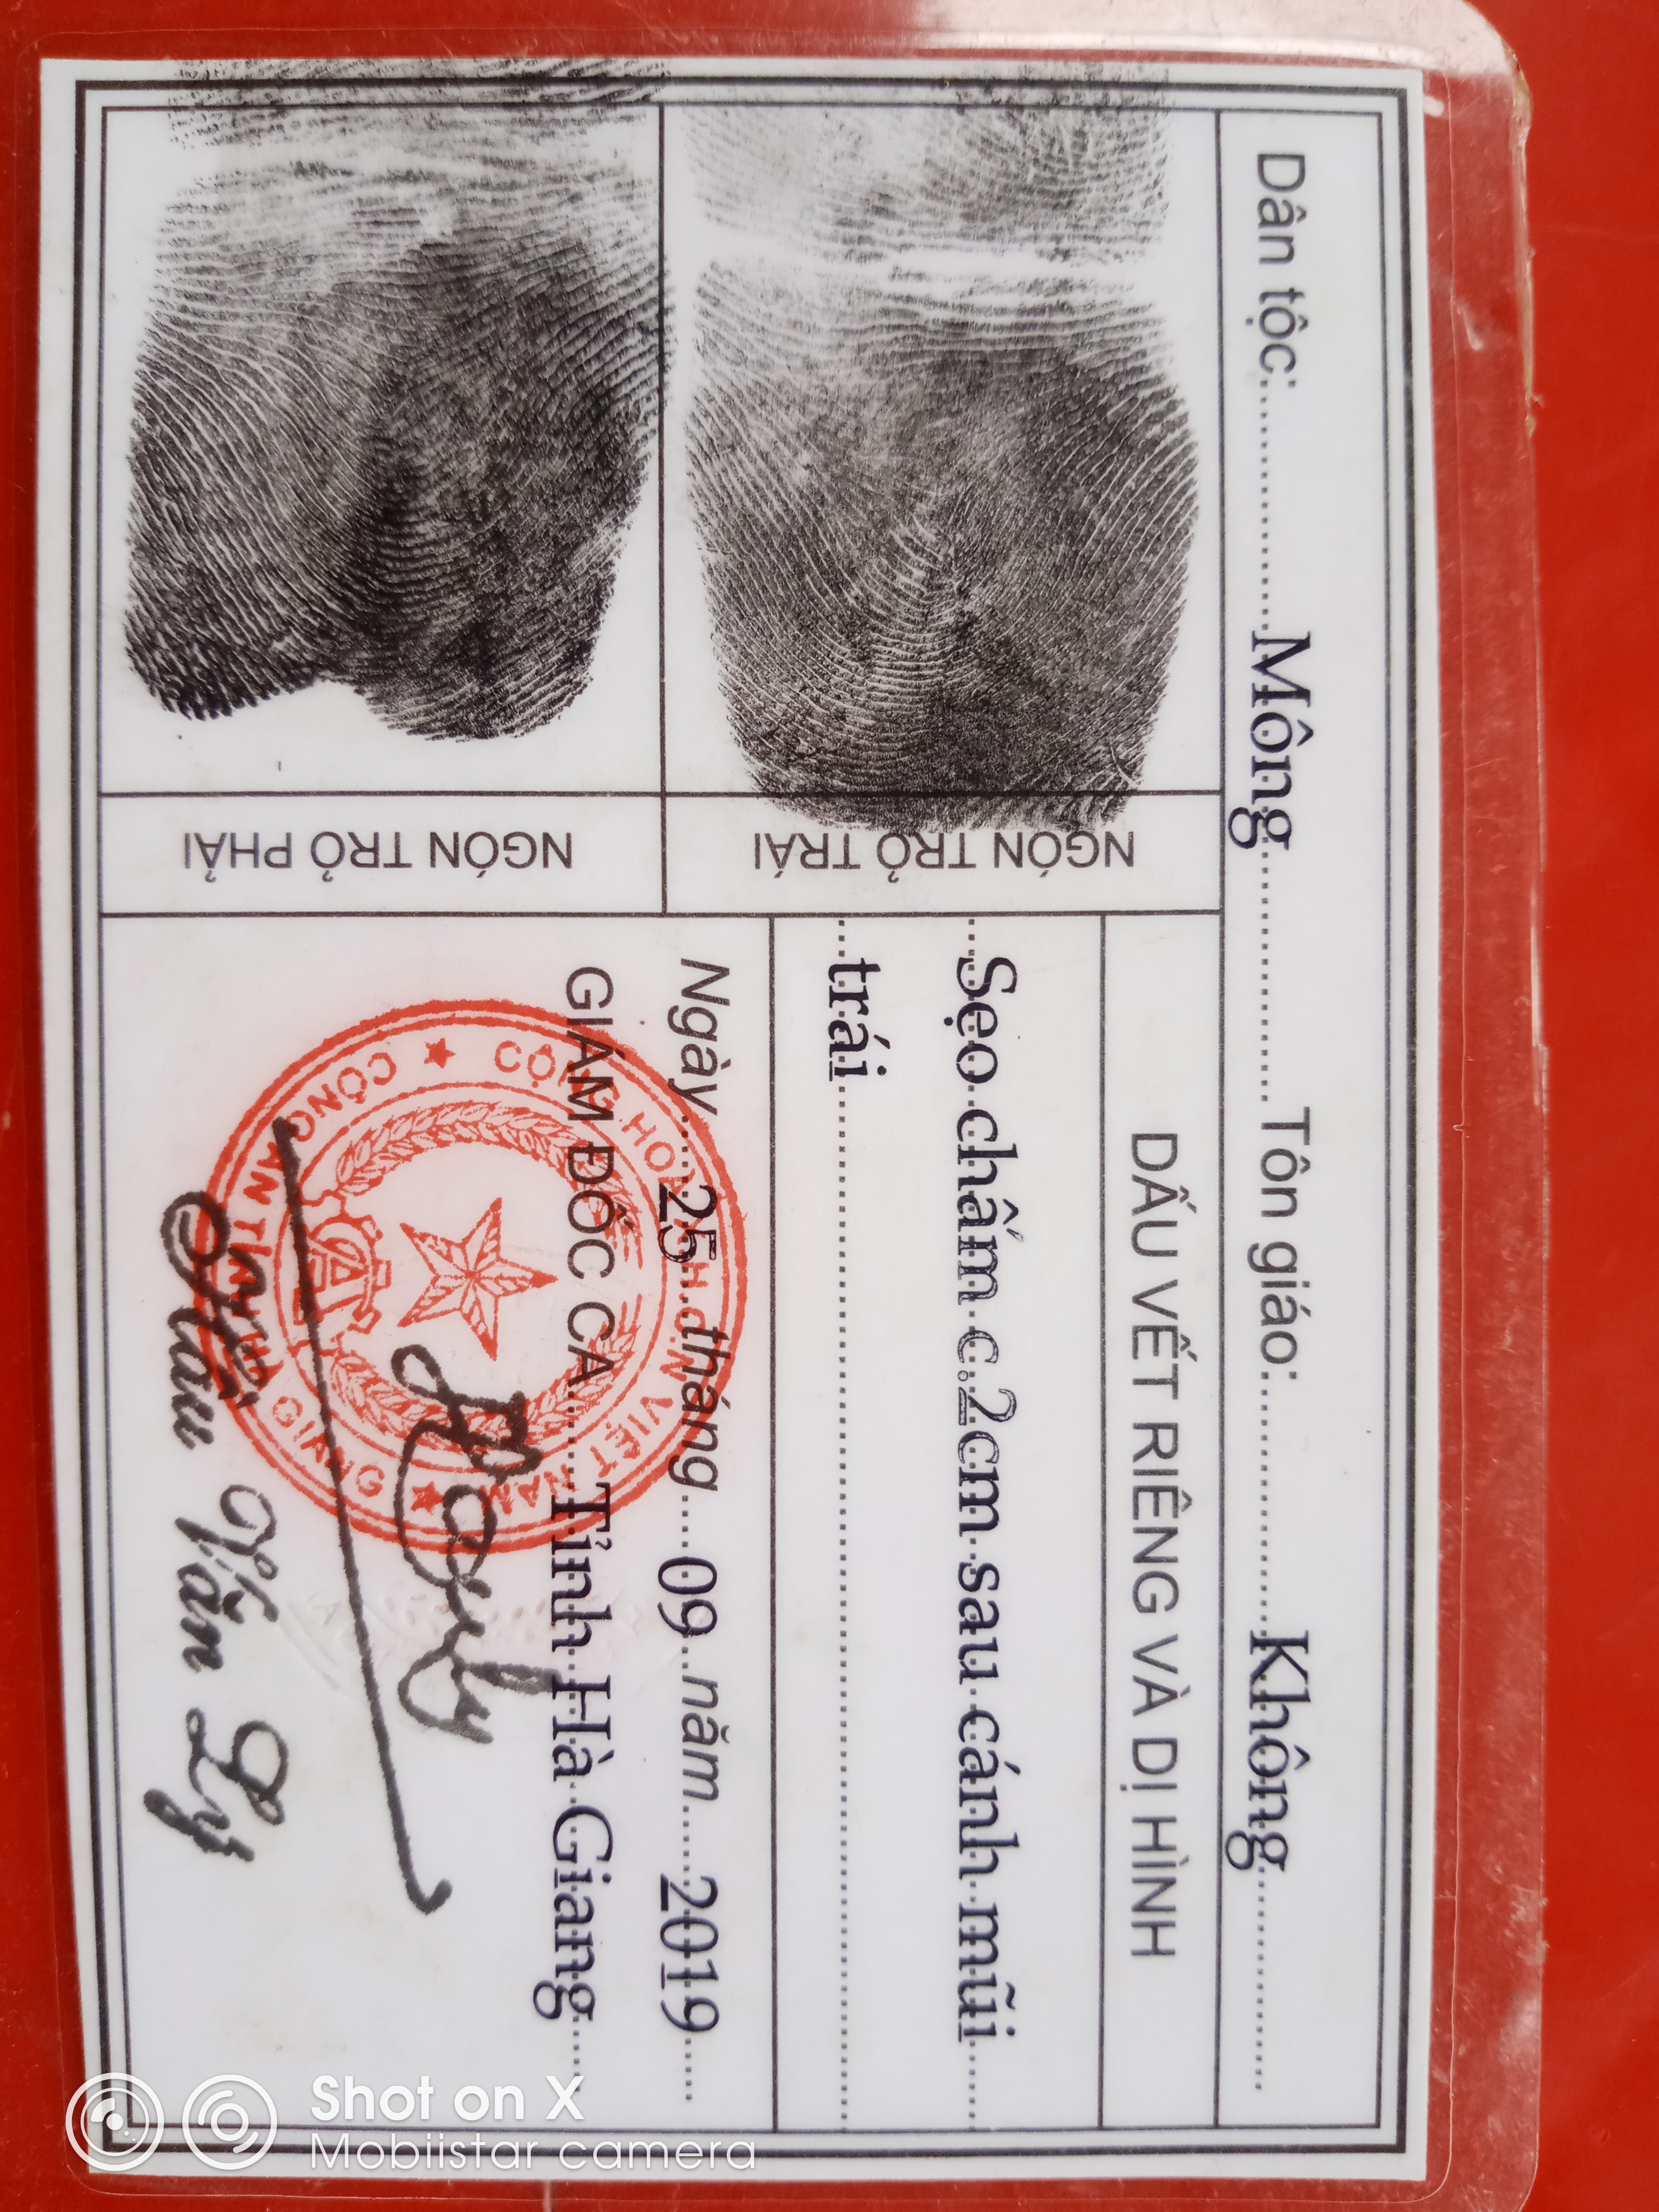 Dân tộc: Mông Tôn giáo: Không
NGÓN TRỎ TRÁI
NGÓN TRỎ PHẢI
DẤU VẾT RIÊNG VÀ DỊ HÌNH
Sẹo chấm c.2cm sau cánh mũi
trái
Ngày 25 tháng 09 năm 2019
GIÁM ĐỐC CA Tỉnh Hà Giang
CỘNG HOÀ X.H.C.N VIỆT NAM
CÔNG AN TỈNH HÀ GIANG
Văn Lý
Shot on X
Mobiistar camera